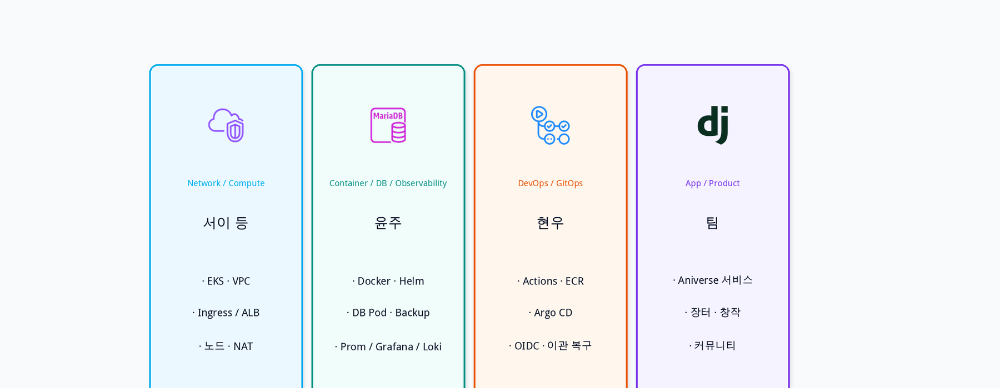 MariaDB
dj
Network / Compute
서이 등
· EKS · VPC
· Ingress / ALB
· 노드 · NAT
Container / DB / Observability
윤주
· Docker · Helm
· DB Pod · Backup
· Prom / Grafana / Loki
DevOps / GitOps
현우
· Actions · ECR
· Argo CD
· OIDC · 이관 복구
App / Product
팀
· Aniverse 서비스
· 장터 · 창작
· 커뮤니티